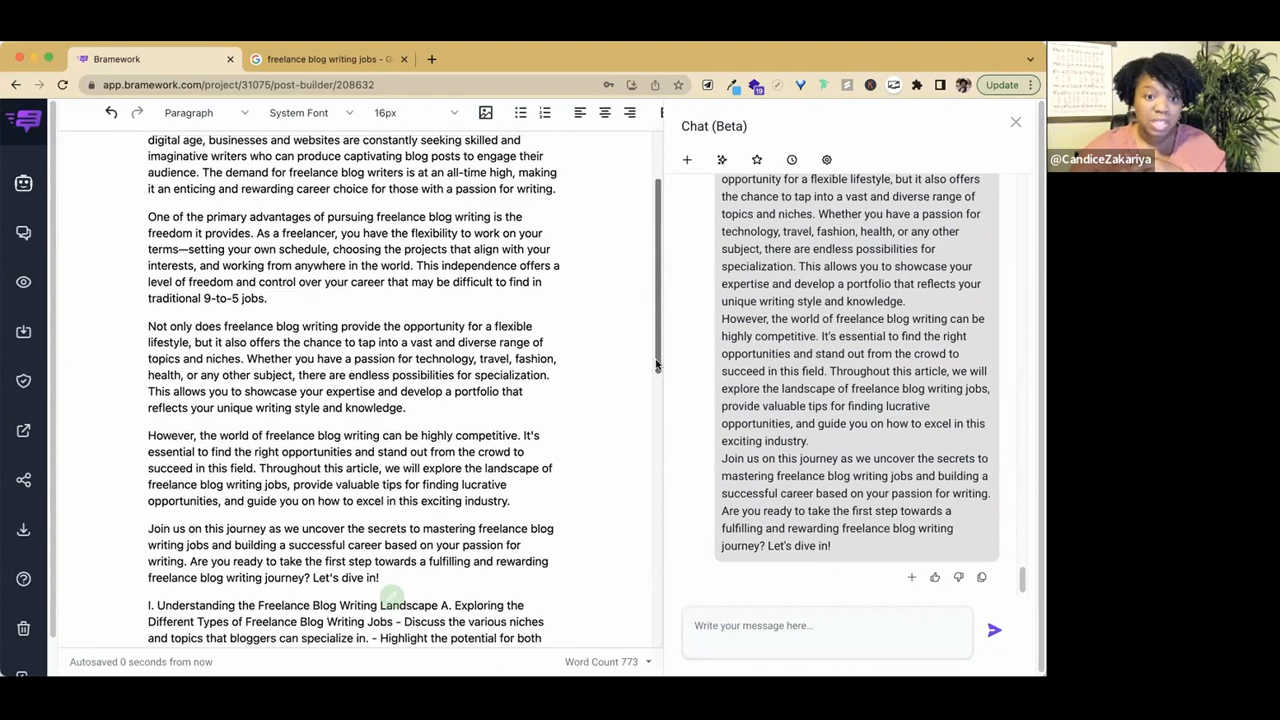 Bramework
freelance blog writing jobs - G
app.bramework.com/project/31075/post-builder/208632
19
Update
Paragraph
System Font
16px
digital age, businesses and websites are constantly seeking skilled and
imaginative writers who can produce captivating blog posts to engage their
audience. The demand for freelance blog writers is at an all-time high, making
it an enticing and rewarding career choice for those with a passion for writing.
One of the primary advantages of pursuing freelance blog writing is the
freedom it provides. As a freelancer, you have the flexibility to work on your
terms—setting your own schedule, choosing the projects that align with your
interests, and working from anywhere in the world. This independence offers a
level of freedom and control over your career that may be difficult to find in
traditional 9-to-5 jobs.
Not only does freelance blog writing provide the opportunity for a flexible
lifestyle, but it also offers the chance to tap into a vast and diverse range of
topics and niches. Whether you have a passion for technology, travel, fashion,
health, or any other subject, there are endless possibilities for specialization.
This allows you to showcase your expertise and develop a portfolio that
reflects your unique writing style and knowledge.
However, the world of freelance blog writing can be highly competitive. It's
essential to find the right opportunities and stand out from the crowd to
succeed in this field. Throughout this article, we will explore the landscape of
freelance blog writing jobs, provide valuable tips for finding lucrative
opportunities, and guide you on how to excel in this exciting industry.
Join us on this journey as we uncover the secrets to mastering freelance blog
writing jobs and building a successful career based on your passion for
writing. Are you ready to take the first step towards a fulfilling and rewarding
freelance blog writing journey? Let's dive in!
I. Understanding the Freelance Blog Writing Landscape A. Exploring the
Different Types of Freelance Blog Writing Jobs - Discuss the various niches
and topics that bloggers can specialize in. - Highlight the potential for both
Autosaved 0 seconds from now
Word Count 773
Chat (Beta)
opportunity for a flexible lifestyle, but it also offers
the chance to tap into a vast and diverse range of
topics and niches. Whether you have a passion for
technology, travel, fashion, health, or any other
subject, there are endless possibilities for
specialization. This allows you to showcase your
expertise and develop a portfolio that reflects your
unique writing style and knowledge.
However, the world of freelance blog writing can be
highly competitive. It's essential to find the right
opportunities and stand out from the crowd to
succeed in this field. Throughout this article, we will
explore the landscape of freelance blog writing jobs,
provide valuable tips for finding lucrative
opportunities, and guide you on how to excel in this
exciting industry.
Join us on this journey as we uncover the secrets to
mastering freelance blog writing jobs and building a
successful career based on your passion for writing.
Are you ready to take the first step towards a
fulfilling and rewarding freelance blog writing
journey? Let's dive in!
Write your message here...
@CandiceZakariya